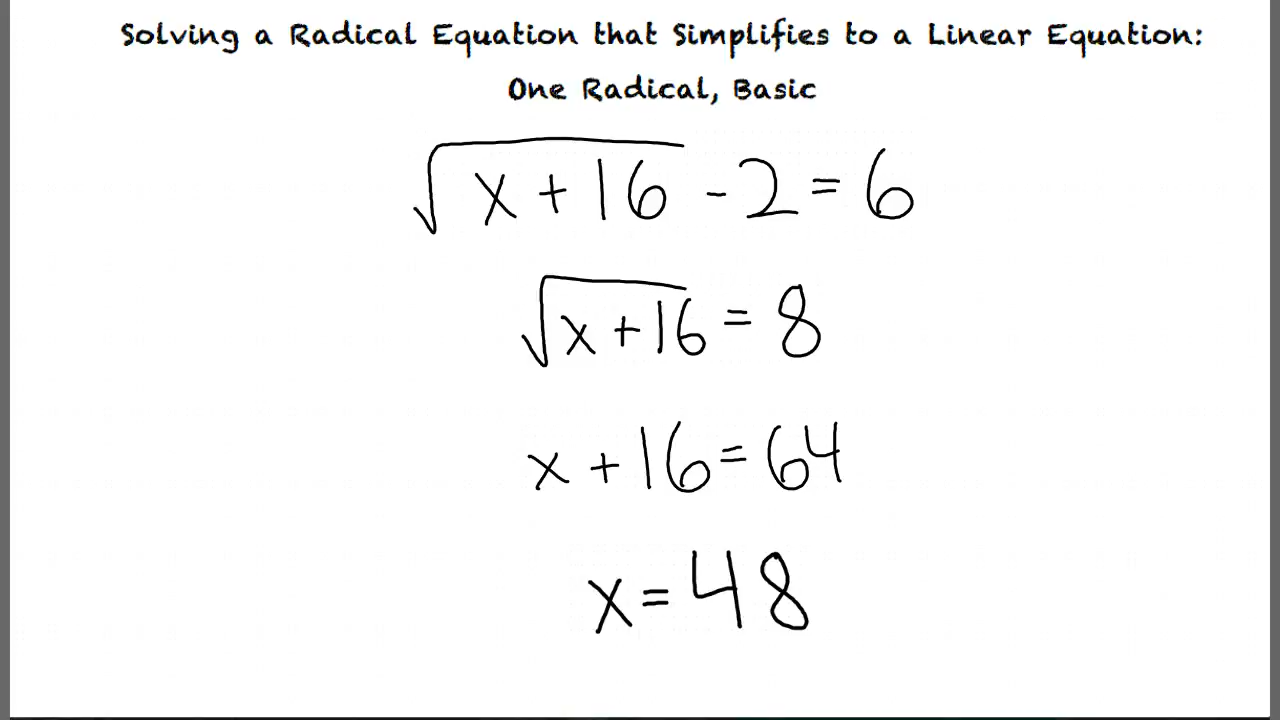 Solving a Radical Equation that Simplifies to a Linear Equation:
One Radical, Basic
√(x + 16) - 2 = 6
√(x + 16) = 8
x + 16 = 64
x = 48